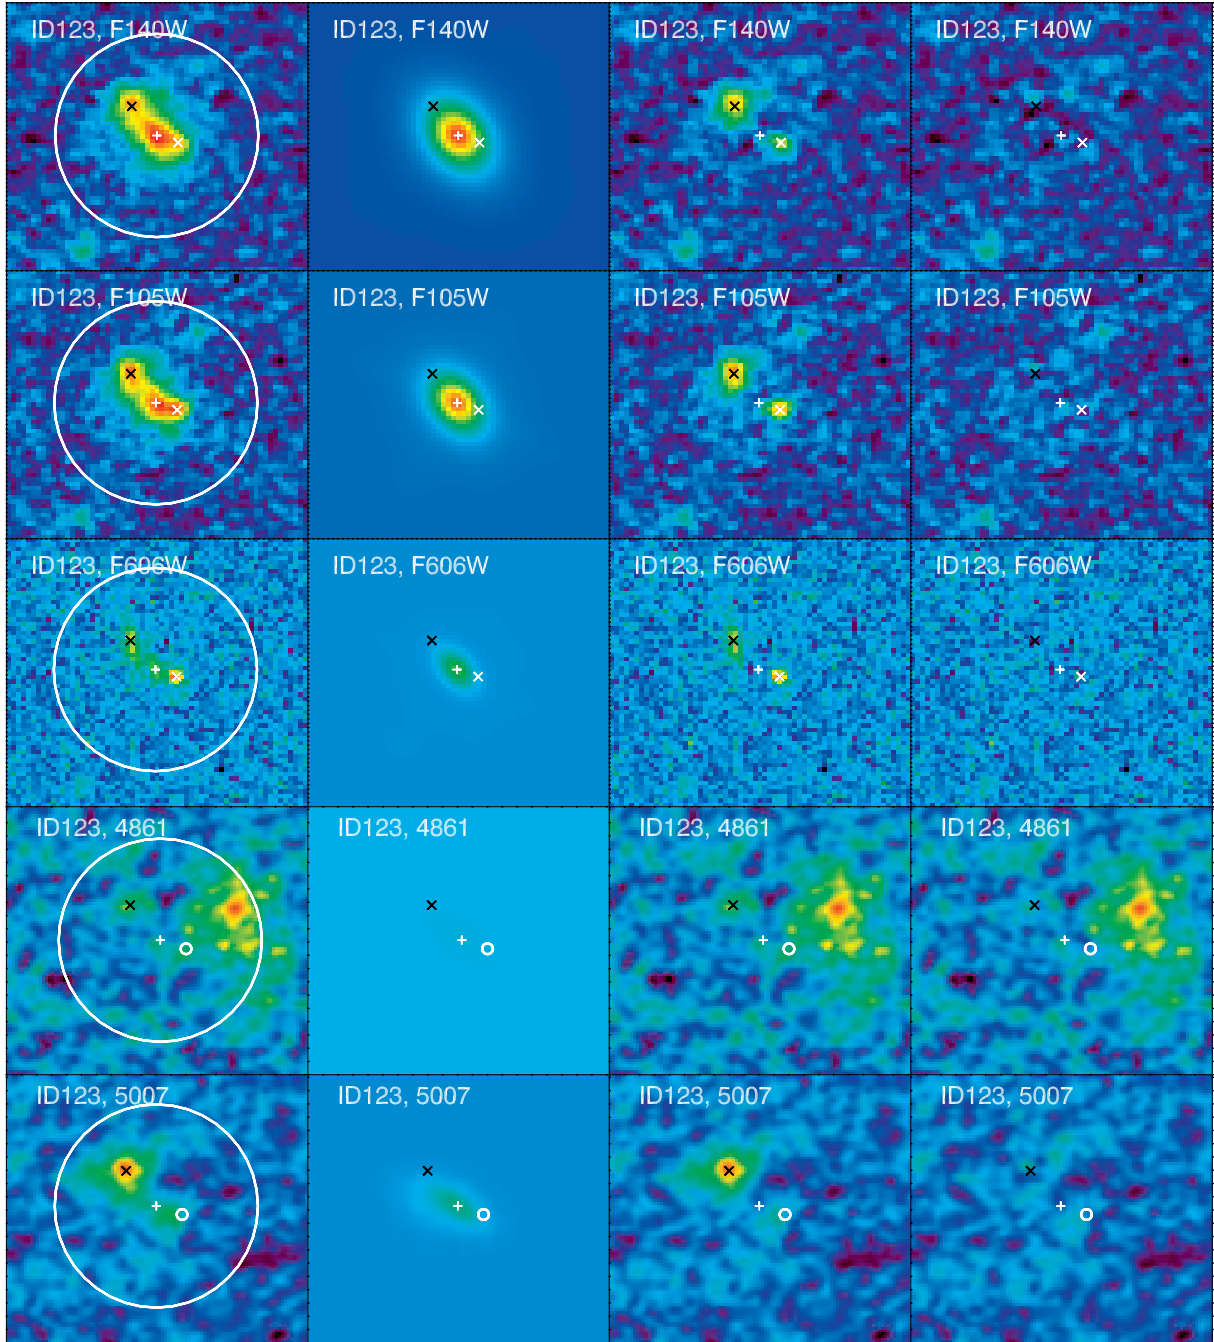 ID123, F140W ID123, F140W ID123, F140W ID123, F140W
ID123, F105W ID123, F105W ID123, F105W ID123, F105W
ID123, F606W ID123, F606W ID123, F606W ID123, F606W
ID123, 4861 ID123, 4861 ID123, 4861 ID123, 4861
ID123, 5007 ID123, 5007 ID123, 5007 ID123, 5007